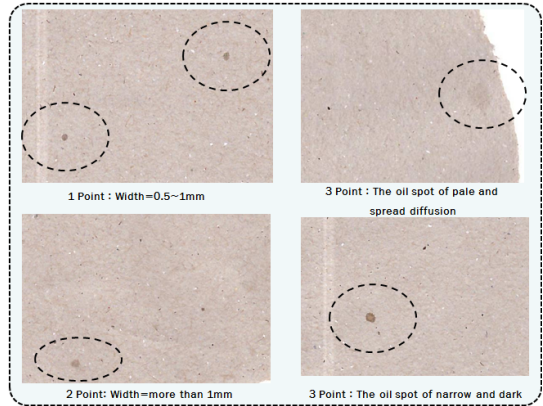 1 Point : Width=0.5~1mm
3 Point : The oil spot of pale and
spread diffusion
2 Point: Width=more than 1mm
3 Point : The oil spot of narrow and dark